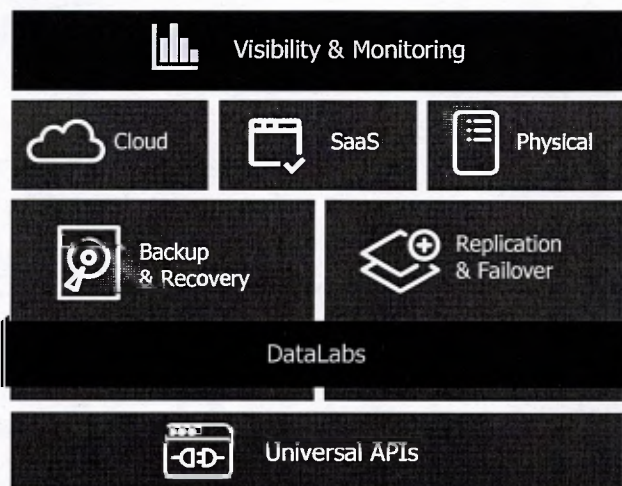 Visibility & Monitoring
Cloud
SaaS
Physical
Backup
& Recovery
Replication
& Failover
DataLabs
Universal APIs